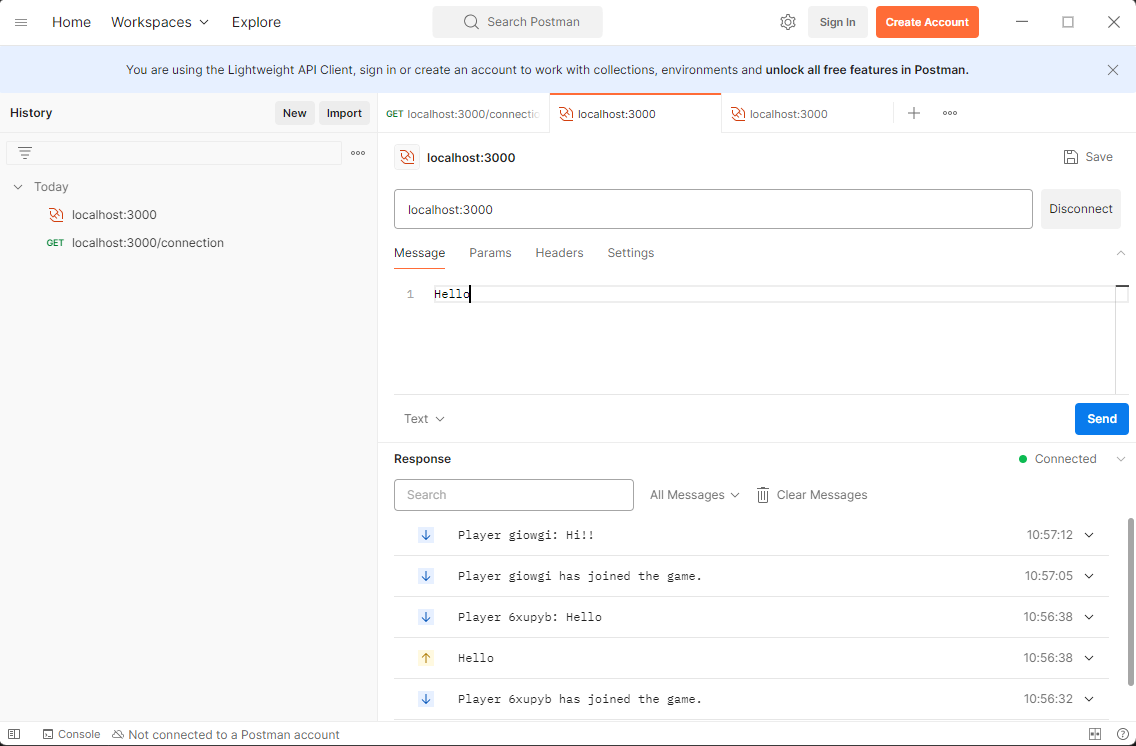 Home Workspaces Explore Search Postman Sign In Create Account
You are using the Lightweight API Client, sign in or create an account to work with collections, environments and unlock all free features in Postman.
History New Import
Today
localhost:3000
GET localhost:3000/connection
GET localhost:3000/connectic localhost:3000 localhost:3000
localhost:3000 Save
localhost:3000 Disconnect
Message Params Headers Settings
1 Hello
Text Send
Response Connected
Search All Messages Clear Messages
Player giowgi: Hi!! 10:57:12
Player giowgi has joined the game. 10:57:05
Player 6xupyb: Hello 10:56:38
Hello 10:56:38
Player 6xupyb has joined the game. 10:56:32
Console Not connected to a Postman account